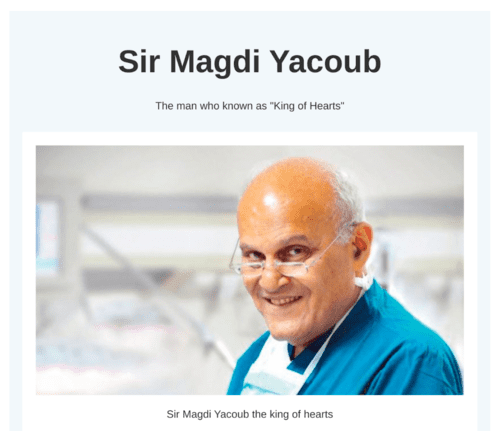 Sir Magdi Yacoub
The man who known as "King of Hearts"
Sir Magdi Yacoub the king of hearts